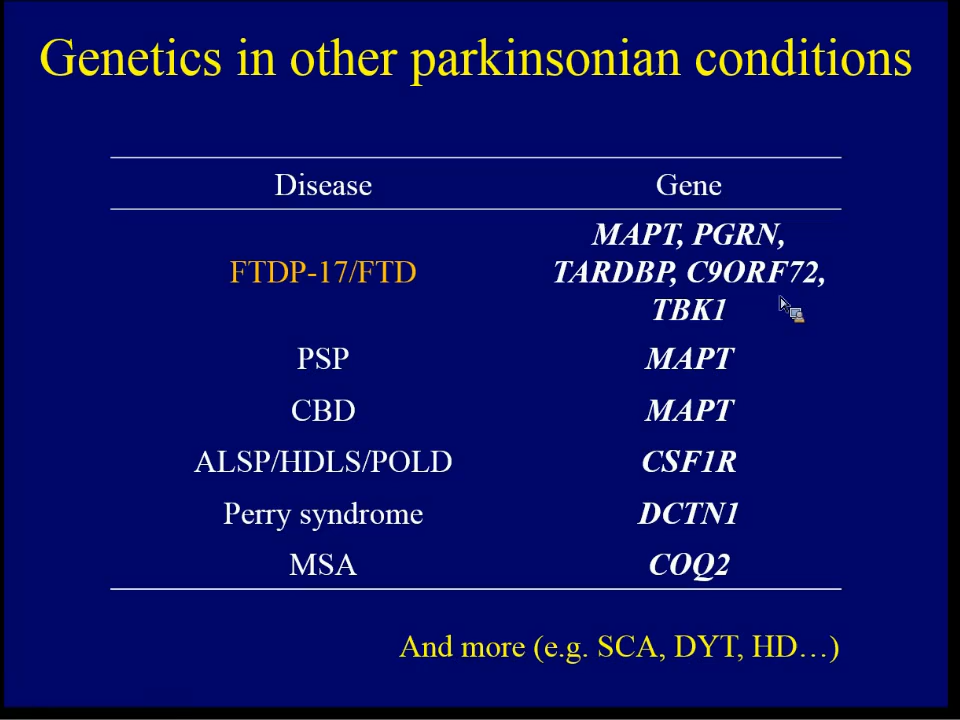 Genetics in other parkinsonian conditions
Disease Gene
FTDP-17/FTD MAPT, PGRN,
TARDBP, C9ORF72,
TBK1
PSP MAPT
CBD MAPT
ALSP/HDLS/POLD CSF1R
Perry syndrome DCTN1
MSA COQ2
And more (e.g. SCA, DYT, HD…)